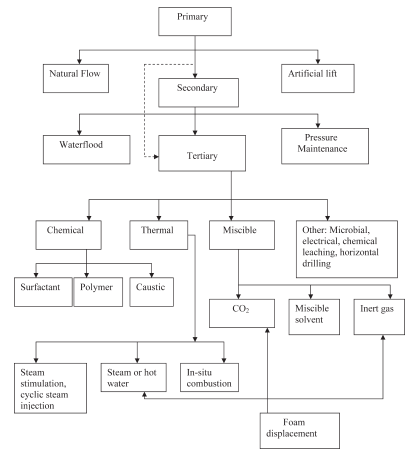 Primary
Natural Flow
Artificial lift
Secondary
Waterflood
Tertiary
Pressure
Maintenance
Chemical
Thermal
Miscible
Other: Microbial,
electrical, chemical
leaching, horizontal
drilling
Surfactant
Polymer
Caustic
CO₂
Miscible
solvent
Inert gas
Steam
stimulation,
cyclic steam
injection
Steam or hot
water
In-situ
combustion
Foam
displacement